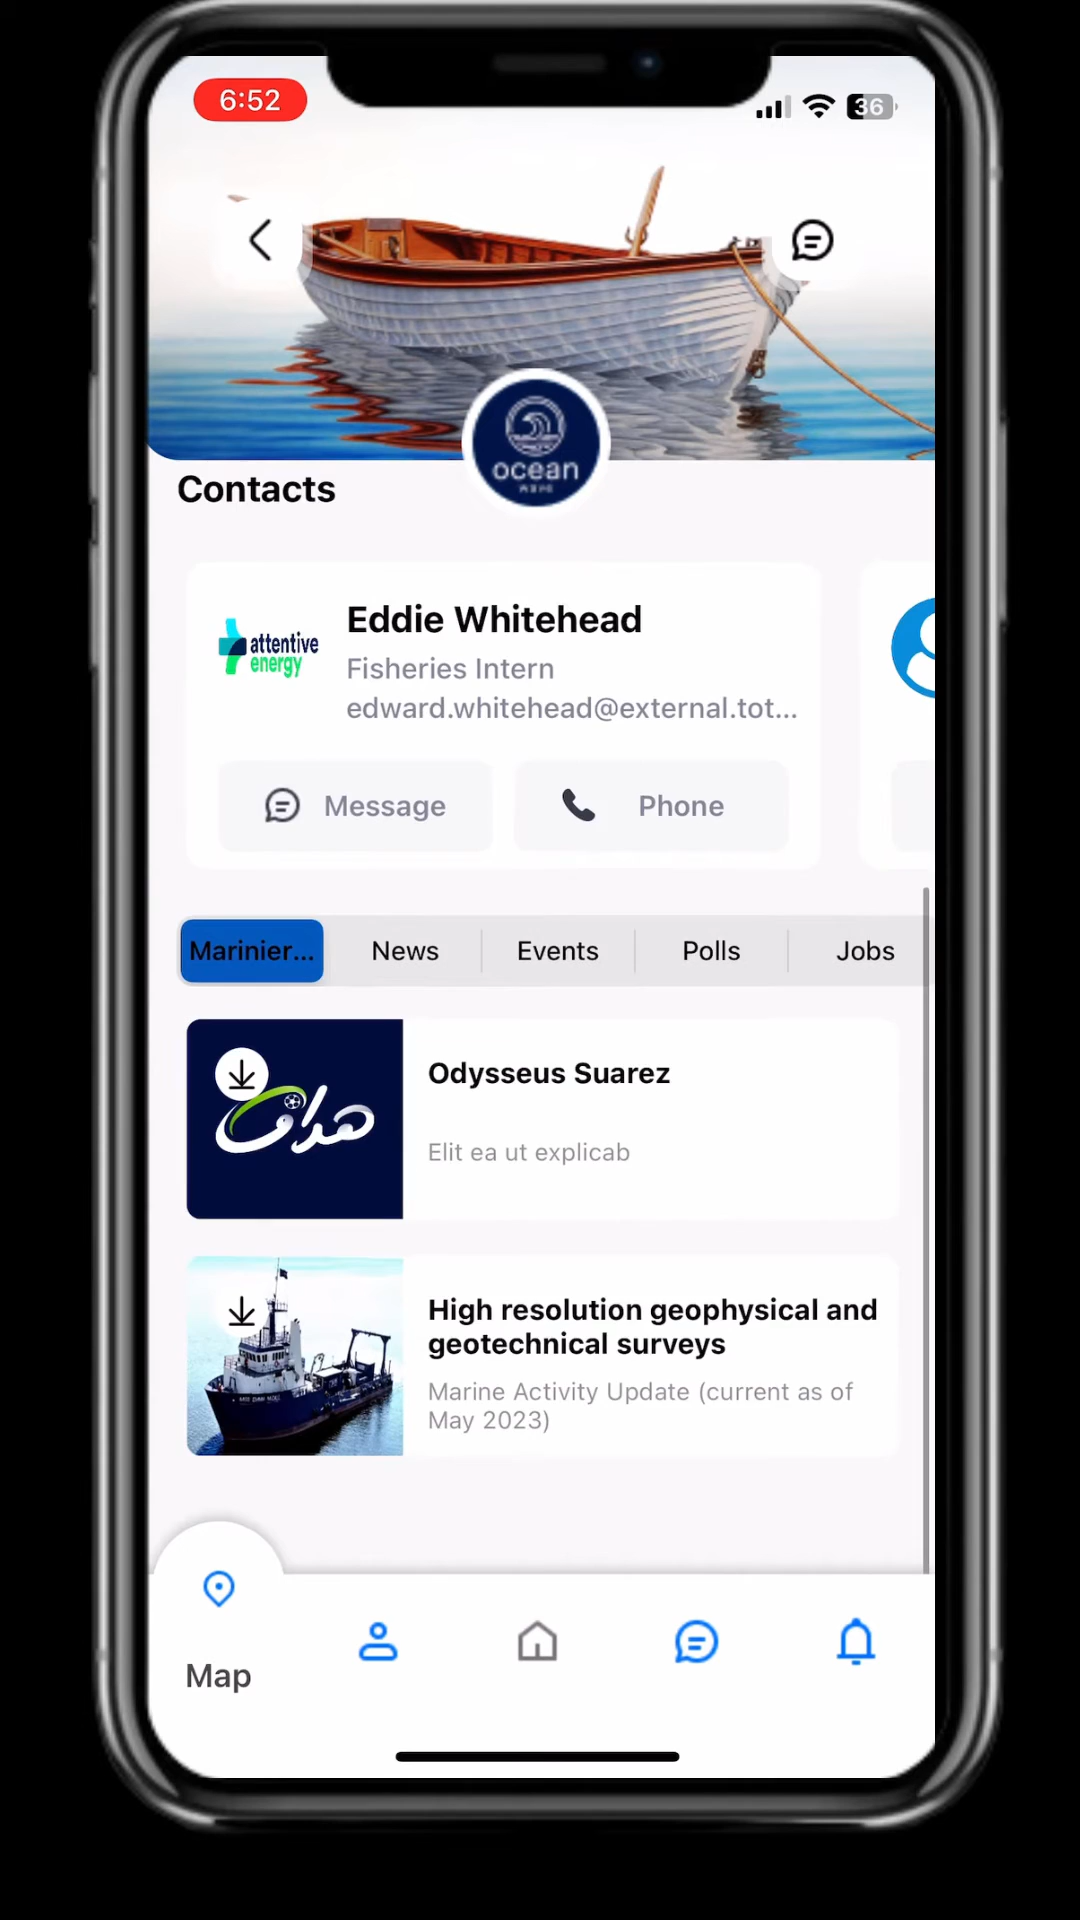 6:52
36
ocean
Contacts
attentive
energy
Eddie Whitehead
Fisheries Intern
edward.whitehead@external.tot...
Message
Phone
Marinier...
News
Events
Polls
Jobs
هداف
Odysseus Suarez
Elit ea ut explicab
High resolution geophysical and
geotechnical surveys
Marine Activity Update (current as of
May 2023)
Map